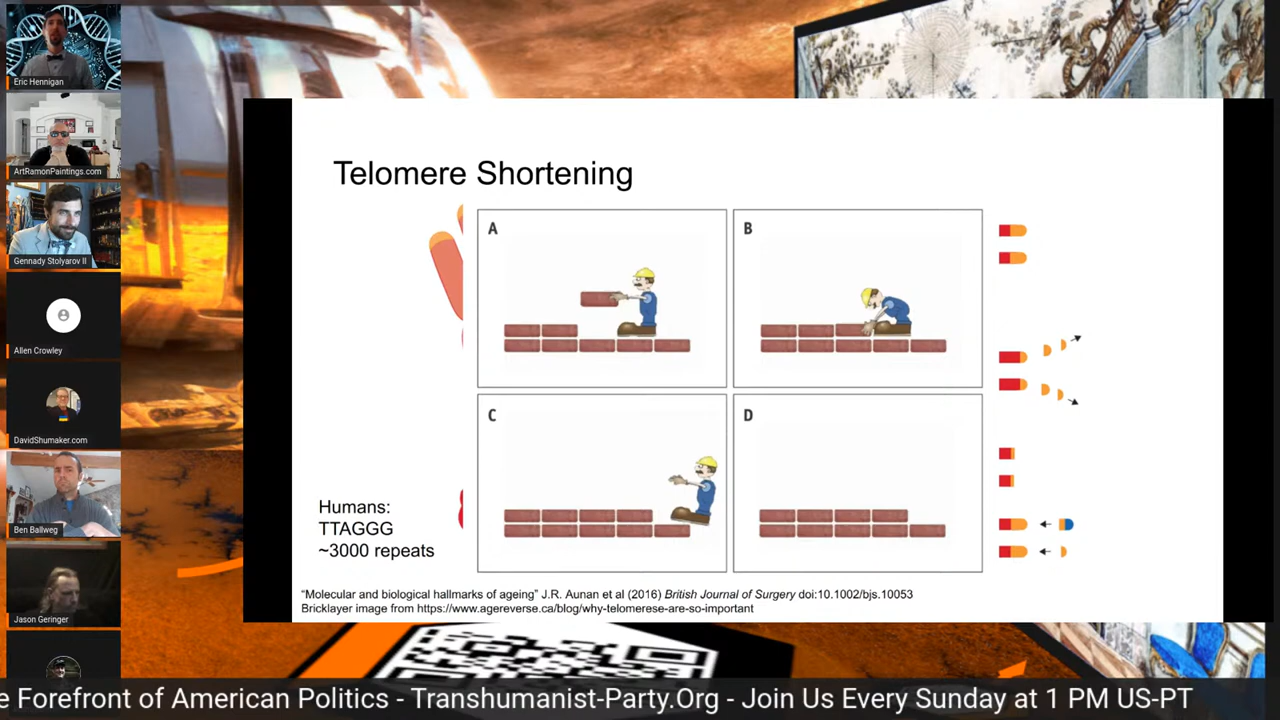 Eric Hennigan
ArtRamonPaintings.com
Gennady Stolyarov II
Allen Crowley
DavidShumaker.com
Ben Ballweg
Jason Geringer
Telomere Shortening
A
B
C
D
Humans:
TTAGGG
~3000 repeats
“Molecular and biological hallmarks of ageing” J.R. Aunan et al (2016) British Journal of Surgery doi:10.1002/bjs.10053
Bricklayer image from https://www.agereverse.ca/blog/why-telomerese-are-so-important
e Forefront of American Politics - Transhumanist-Party.Org - Join Us Every Sunday at 1 PM US-PT